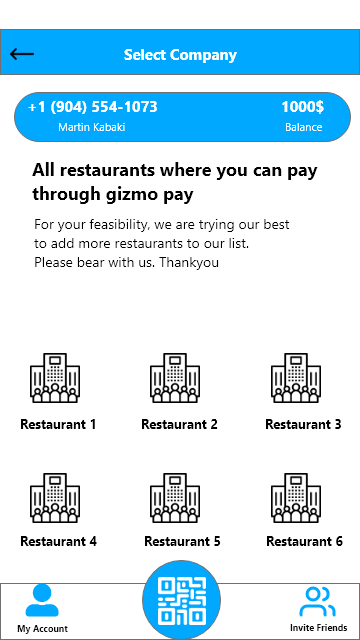 Select Company
+1 (904) 554-1073 1000$
Martin Kabaki Balance
All restaurants where you can pay
through gizmo pay
For your feasibility, we are trying our best
to add more restaurants to our list.
Please bear with us. Thankyou
Restaurant 1 Restaurant 2 Restaurant 3
Restaurant 4 Restaurant 5 Restaurant 6
My Account Invite Friends